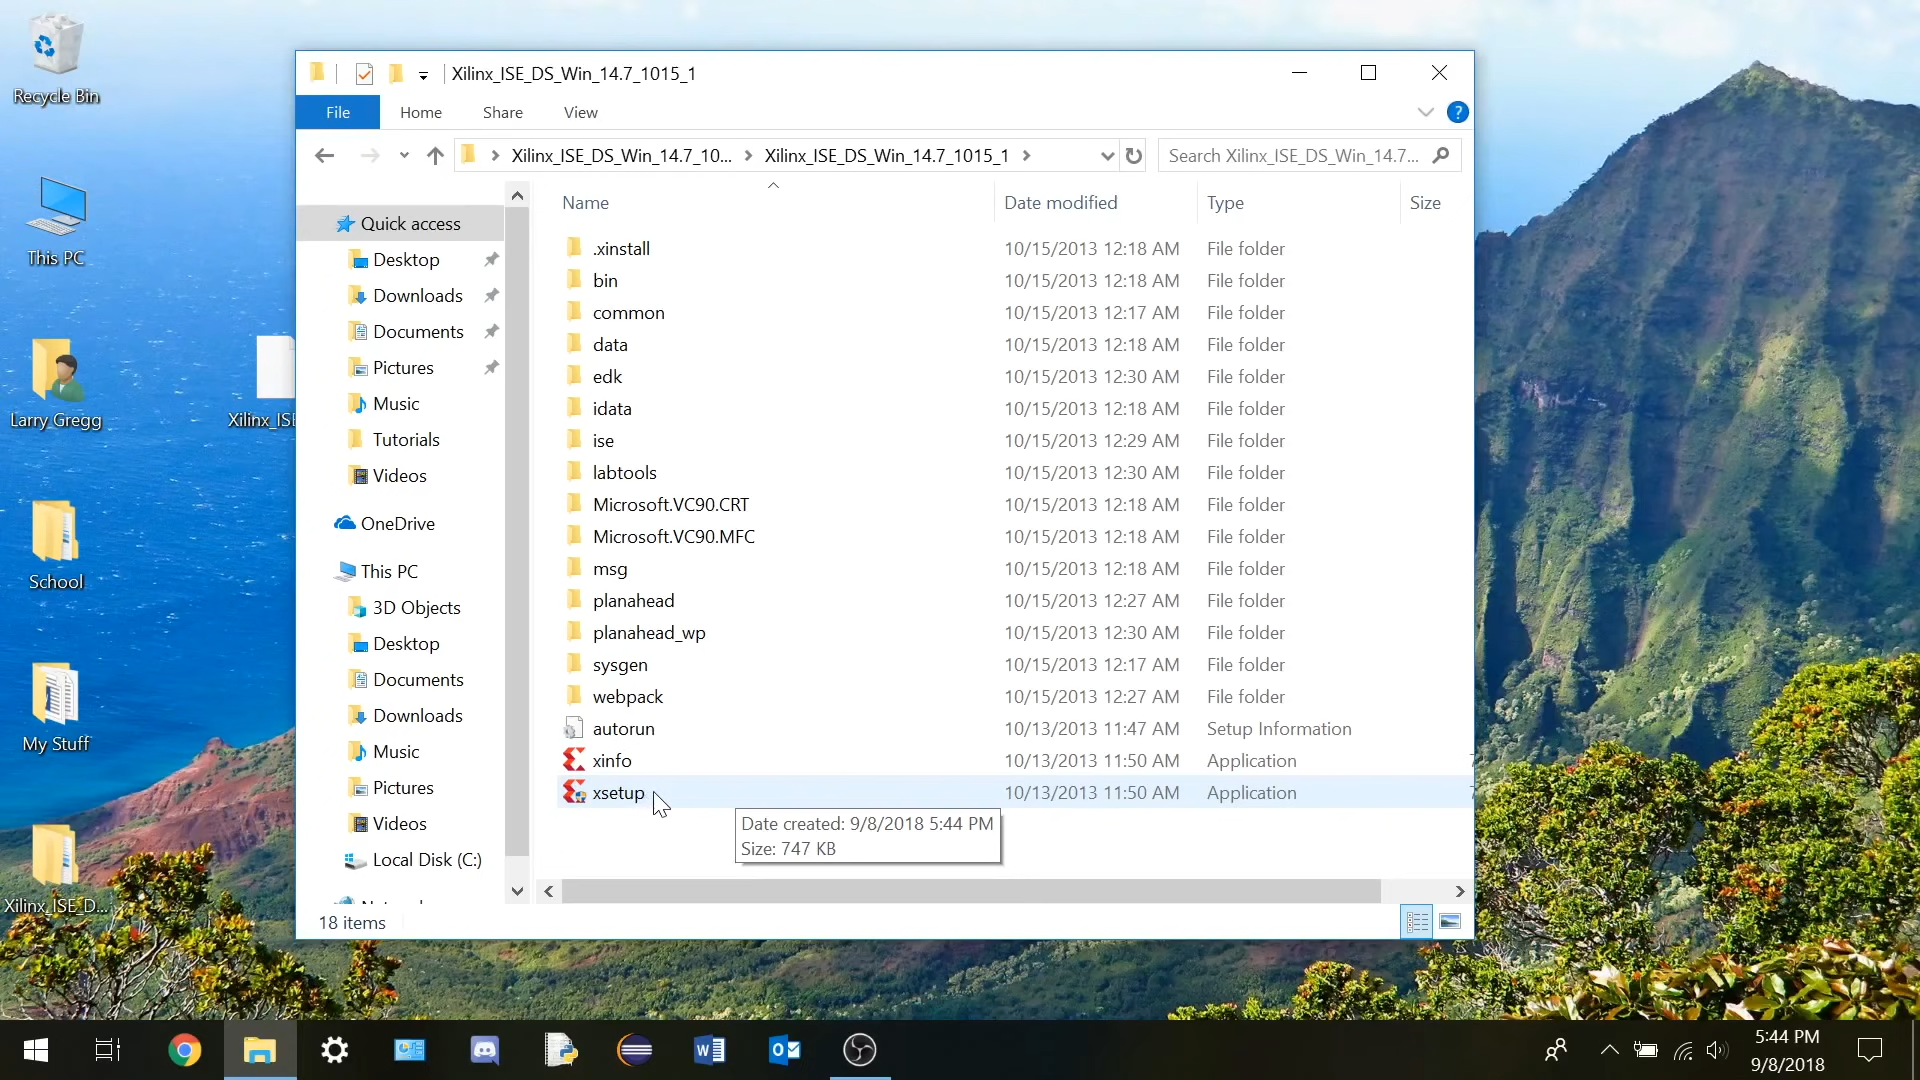 Recycle Bin
This PC
Larry Gregg
School
My Stuff
Xilinx_ISE_D...
Xilinx_ISE
Xilinx_ISE_DS_Win_14.7_1015_1
File
Home
Share
View
?
Xilinx_ISE_DS_Win_14.7_10...
Xilinx_ISE_DS_Win_14.7_1015_1
Search Xilinx_ISE_DS_Win_14.7...
Quick access
Desktop
Downloads
Documents
Pictures
Music
Tutorials
Videos
OneDrive
This PC
3D Objects
Desktop
Documents
Downloads
Music
Pictures
Videos
Local Disk (C:)
Name Date modified Type Size
.xinstall 10/15/2013 12:18 AM File folder
bin 10/15/2013 12:18 AM File folder
common 10/15/2013 12:17 AM File folder
data 10/15/2013 12:18 AM File folder
edk 10/15/2013 12:30 AM File folder
idata 10/15/2013 12:18 AM File folder
ise 10/15/2013 12:29 AM File folder
labtools 10/15/2013 12:30 AM File folder
Microsoft.VC90.CRT 10/15/2013 12:18 AM File folder
Microsoft.VC90.MFC 10/15/2013 12:18 AM File folder
msg 10/15/2013 12:18 AM File folder
planahead 10/15/2013 12:27 AM File folder
planahead_wp 10/15/2013 12:30 AM File folder
sysgen 10/15/2013 12:17 AM File folder
webpack 10/15/2013 12:27 AM File folder
autorun 10/13/2013 11:47 AM Setup Information
xinfo 10/13/2013 11:50 AM Application
xsetup 10/13/2013 11:50 AM Application
Date created: 9/8/2018 5:44 PM
Size: 747 KB
18 items
5:44 PM
9/8/2018